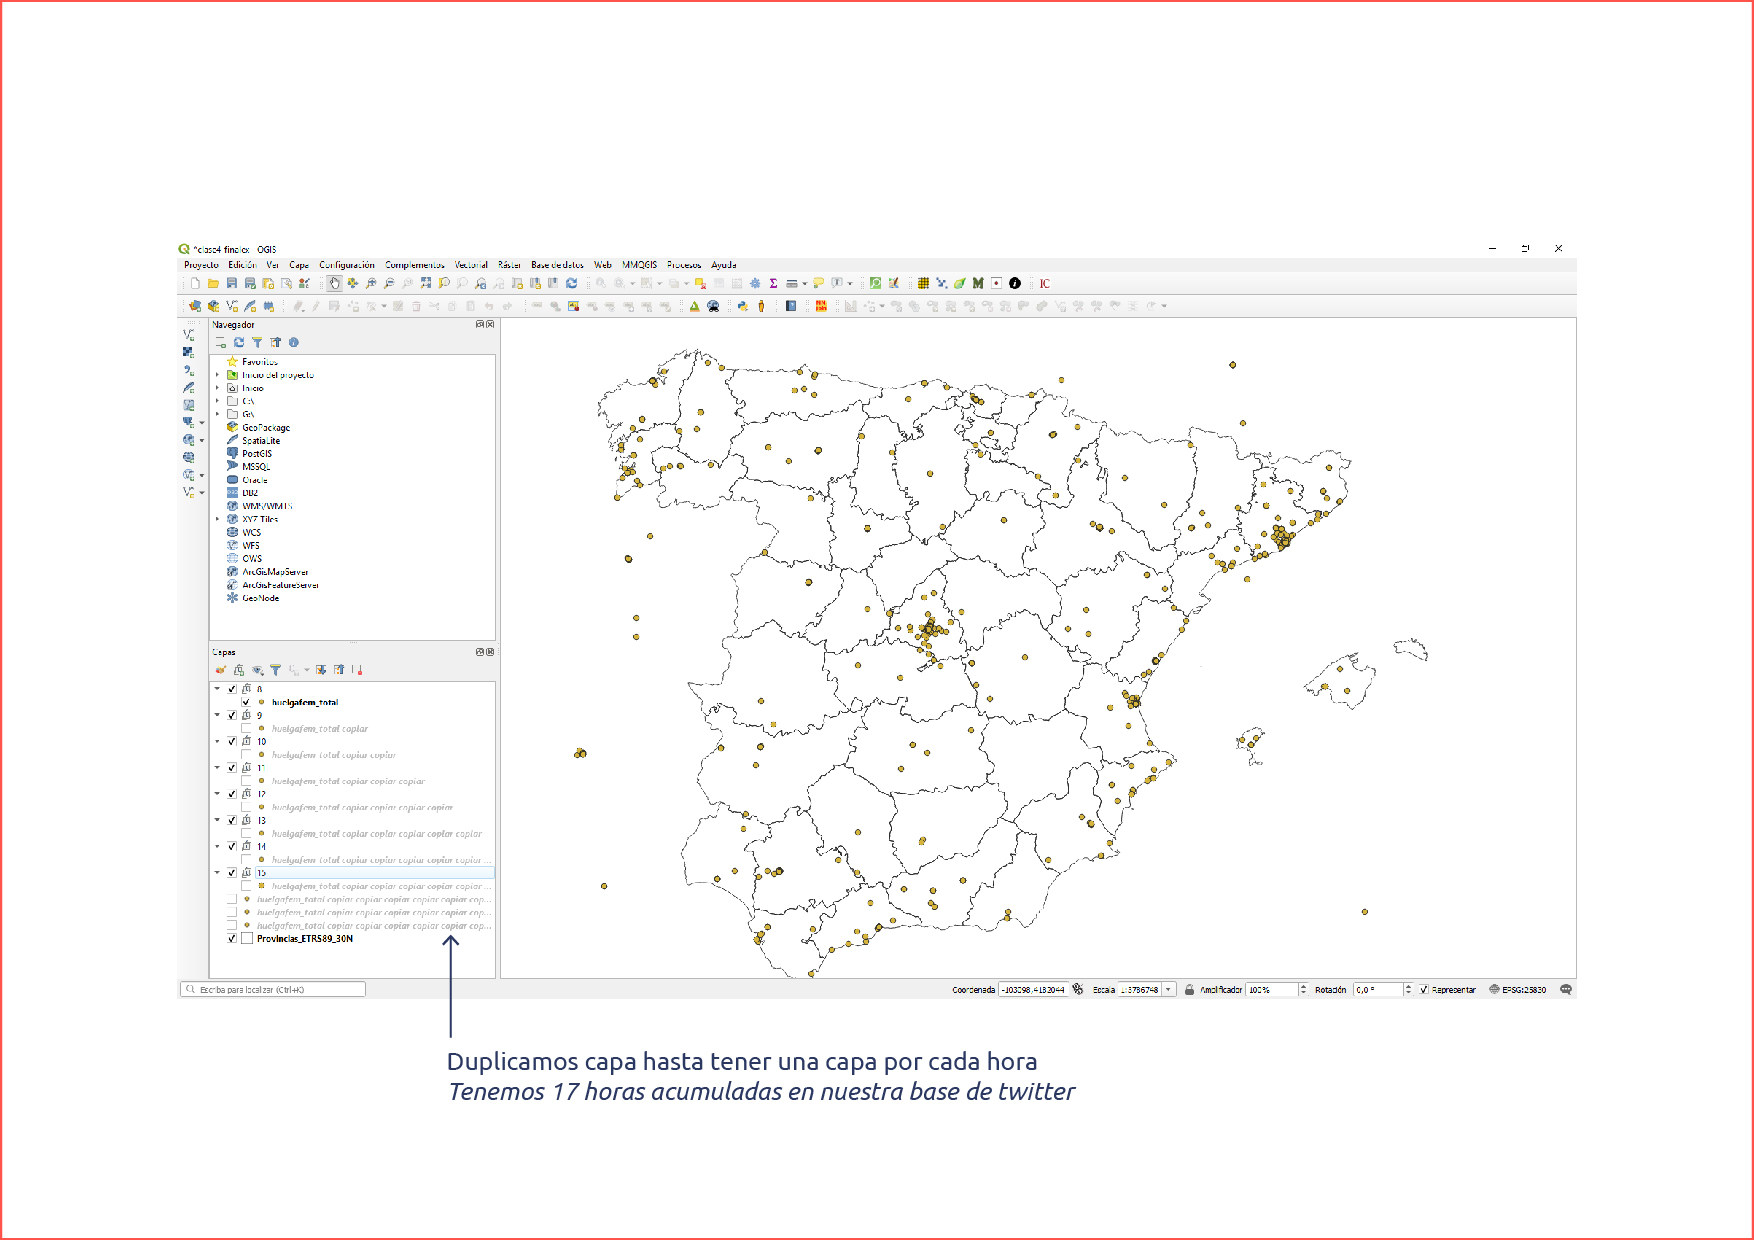 *clase4-finalex - QGIS
Proyecto Edición Ver Capa Configuración Complementos Vectorial Ráster Base de datos Web MMQGIS Procesos Ayuda
IC
Navegador
Favoritos
Inicio del proyecto
Inicio
C:\
G:\
GeoPackage
SpatiaLite
PostGIS
MSSQL
Oracle
DB2
WMS/WMTS
XYZ Tiles
WCS
WFS
OWS
ArcGisMapServer
ArcGisFeatureServer
GeoNode
Capas
8
huelgafem_total
9
huelgafem_total copiar
10
huelgafem_total copiar copiar
11
huelgafem_total copiar copiar copiar
12
huelgafem_total copiar copiar copiar copiar
13
huelgafem_total copiar copiar copiar copiar copiar
14
huelgafem_total copiar copiar copiar copiar copiar ...
15
huelgafem_total copiar copiar copiar copiar copiar ...
huelgafem_total copiar copiar copiar copiar copiar cop...
huelgafem_total copiar copiar copiar copiar copiar cop...
huelgafem_total copiar copiar copiar copiar copiar cop...
Provincias_ETRS89_30N
Escriba para localizar (Ctrl+K)
Coordenada -103098,4182044 Escala 1:3786748 Amplificador 100% Rotación 0,0 ° Representar EPSG:25830
Duplicamos capa hasta tener una capa por cada hora
Tenemos 17 horas acumuladas en nuestra base de twitter